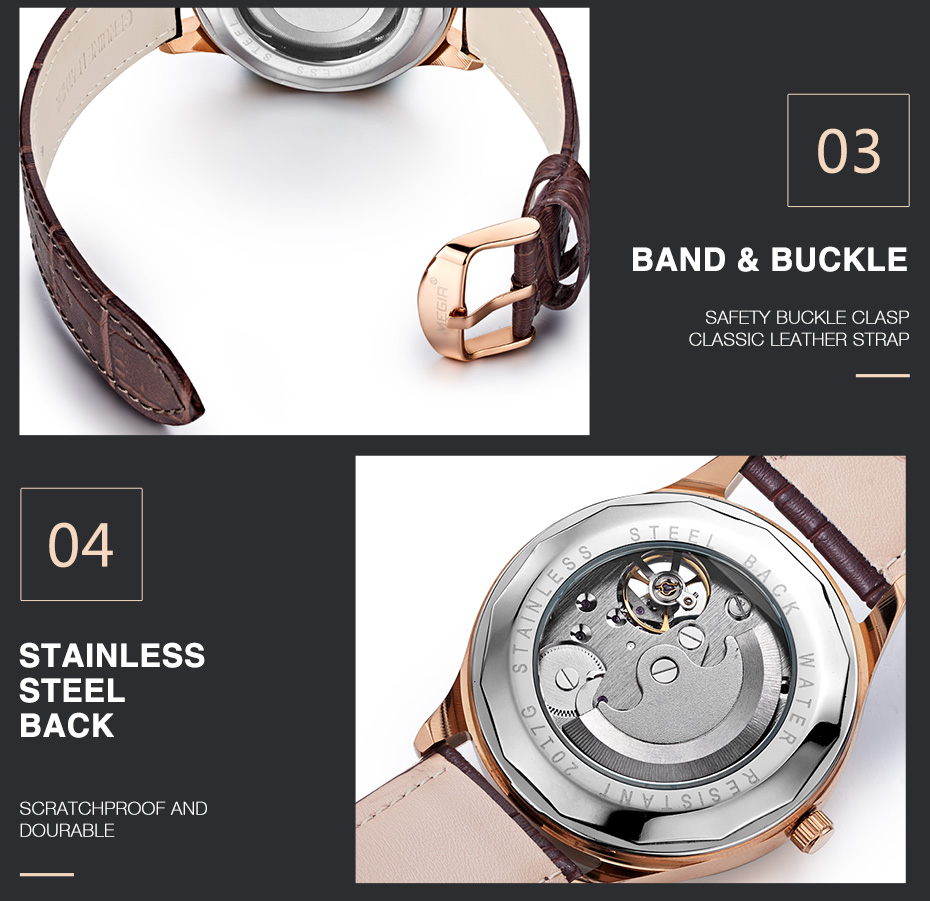 STEEL
03
BAND & BUCKLE
MEGIR
SAFETY BUCKLE CLASP
CLASSIC LEATHER STRAP
04
STAINLESS
STEEL
BACK
SCRATCHPROOF AND
DOURABLE
STAINLESS STEEL BACK WATER RESISTANT 2017G